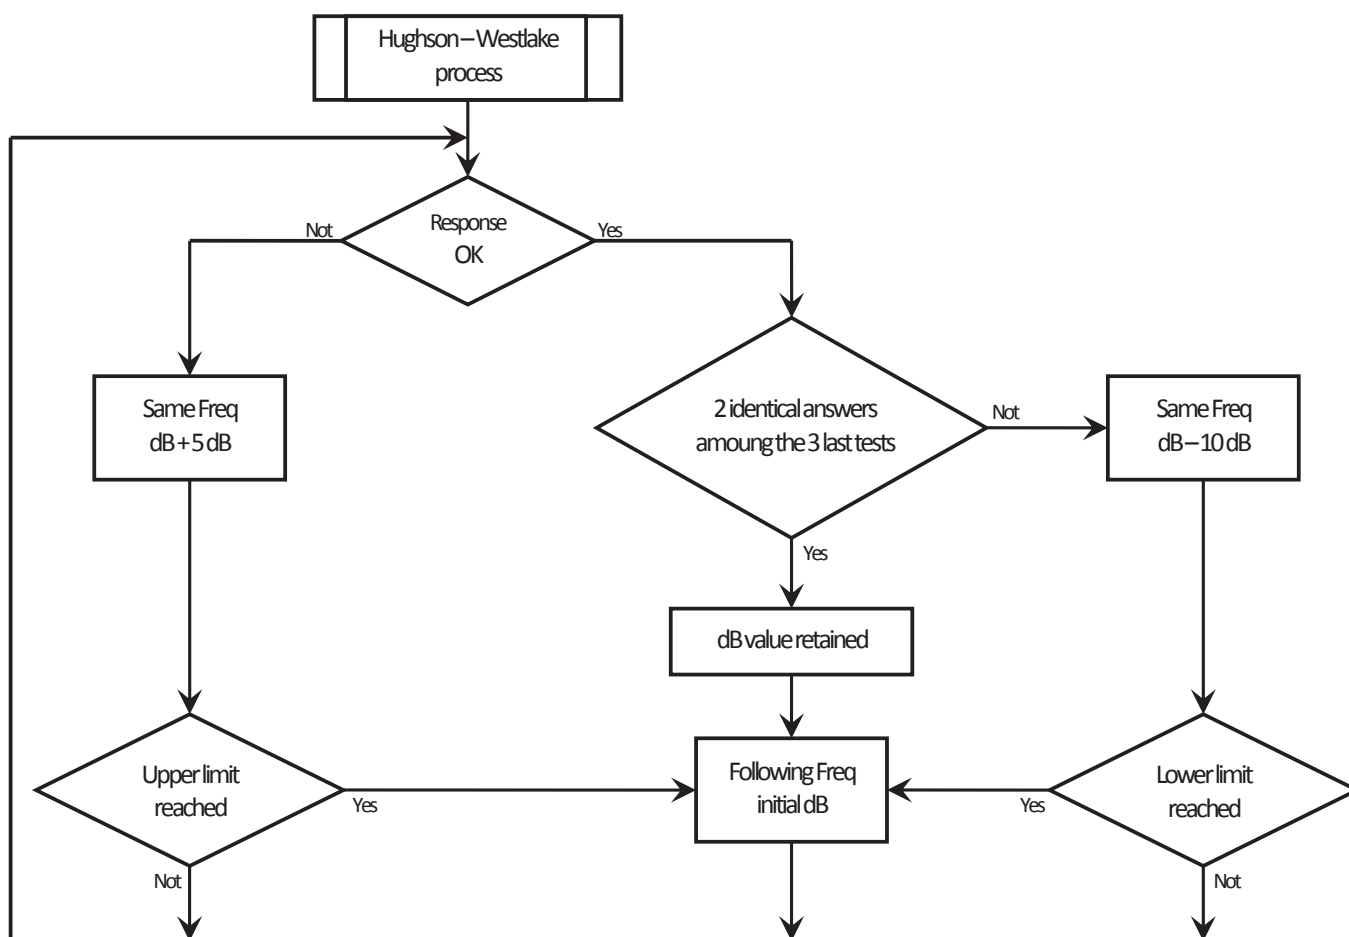 Hughson – Westlake
process
Response
OK
Not
Yes
Same Freq
dB + 5 dB
2 identical answers
amoung the 3 last tests
Not
Same Freq
dB – 10 dB
Yes
dB value retained
Upper limit
reached
Yes
Following Freq
initial dB
Yes
Lower limit
reached
Not
Not